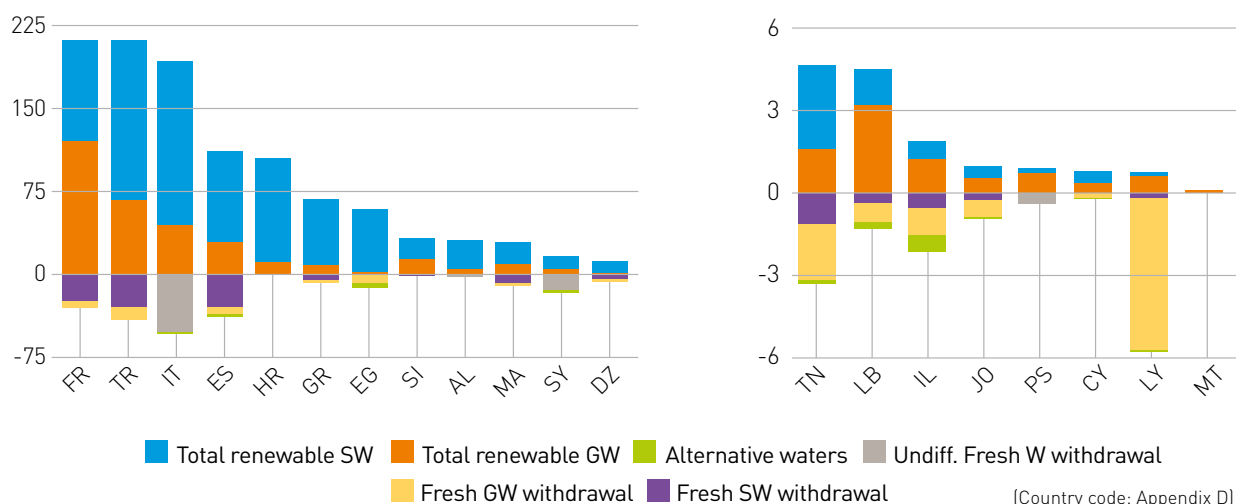 225
150
75
0
-75
FR TR IT ES HR GR EG SI AL MA SY DZ
6
3
0
-3
-6
TN LB IL JO PS CY LY MT
Total renewable SW Total renewable GW Alternative waters Undiff. Fresh W withdrawal
Fresh GW withdrawal Fresh SW withdrawal
(Country code: Appendix D)